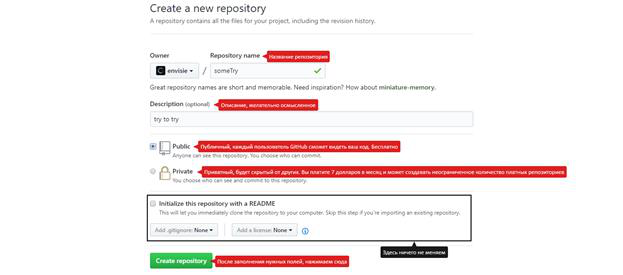 Create a new repository
A repository contains all the files for your project, including the revision history.
Owner Repository name Название репозитория
envisie / someTry
Great repository names are short and memorable. Need inspiration? How about miniature-memory.
Description (optional) Описание, желательно осмысленное
try to try
Public Публичный, каждый пользователь GitHub сможет видеть ваш код. Бесплатно
Anyone can see this repository. You choose who can commit.
Private Приватный, будет скрытый от других. Вы платите 7 долларов в месяц и может создавать неограниченное количество платных репозиториев
You choose who can see and commit to this repository.
Initialize this repository with a README
This will let you immediately clone the repository to your computer. Skip this step if you're importing an existing repository.
Add .gitignore: None Add a license: None
Здесь ничего не меняем
Create repository После заполнения нужных полей, нажимаем сюда